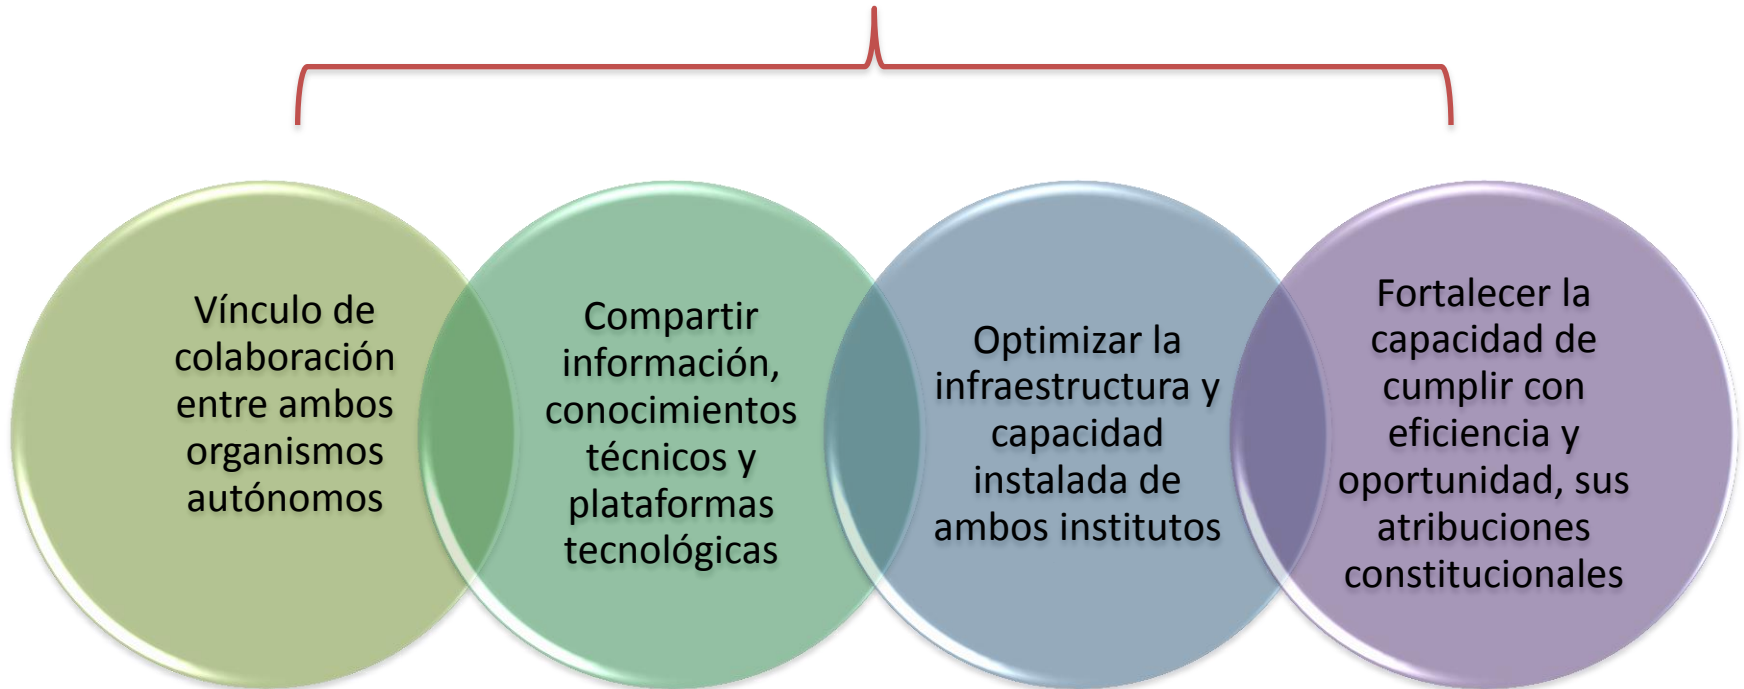 Vínculo de
colaboración
entre ambos
organismos
autónomos
Compartir
información,
conocimientos
técnicos y
plataformas
tecnológicas
Optimizar la
infraestructura y
capacidad
instalada de
ambos institutos
Fortalecer la
capacidad de
cumplir con
eficiencia y
oportunidad, sus
atribuciones
constitucionales